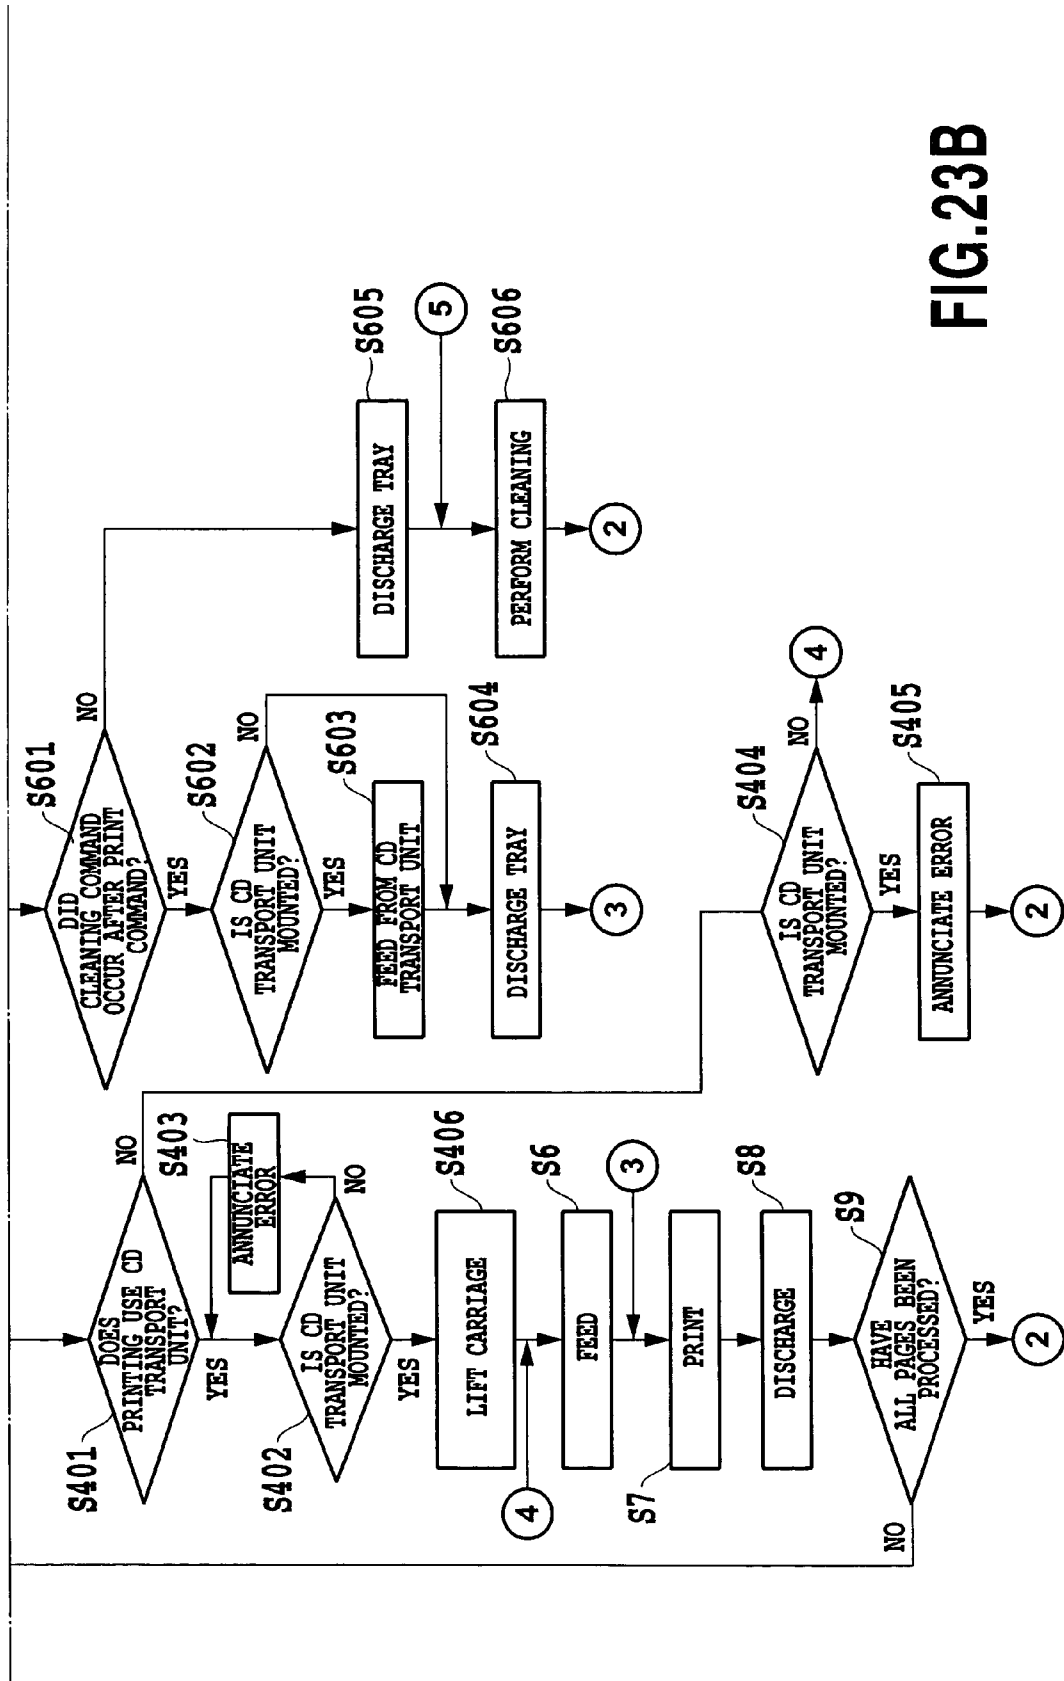 S401
DOES
PRINTING USE CD
TRANSPORT
UNIT?
NO
YES
S403
ANNUNCIATE
ERROR
S402
IS CD
TRANSPORT UNIT
MOUNTED?
NO
YES
S406
LIFT CARRIAGE
4
S6
FEED
3
S7
PRINT
S8
DISCHARGE
S9
HAVE
ALL PAGES BEEN
PROCESSED?
NO
YES
2
S601
DID
CLEANING COMMAND
OCCUR AFTER PRINT
COMMAND?
NO
YES
S602
IS CD
TRANSPORT UNIT
MOUNTED?
NO
YES
S603
FEED FROM CD
TRANSPORT UNIT
S604
DISCHARGE TRAY
3
S404
IS CD
TRANSPORT UNIT
MOUNTED?
NO
4
YES
S405
ANNUNCIATE ERROR
2
S605
DISCHARGE TRAY
5
S606
PERFORM CLEANING
2
FIG.23B